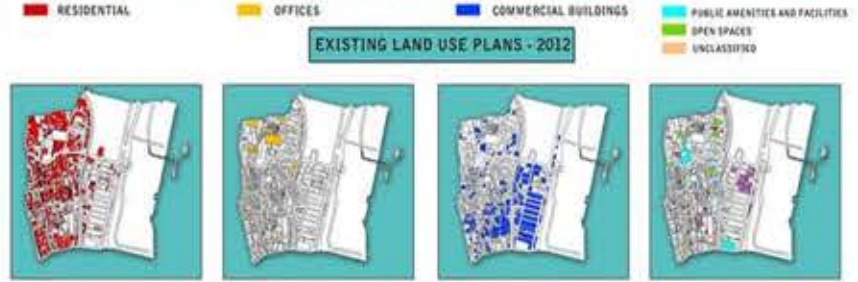 RESIDENTIAL
OFFICES
COMMERCIAL BUILDINGS
PUBLIC AMENITIES AND FACILITIES
OPEN SPACES
UNCLASSIFIED
EXISTING LAND USE PLANS - 2012